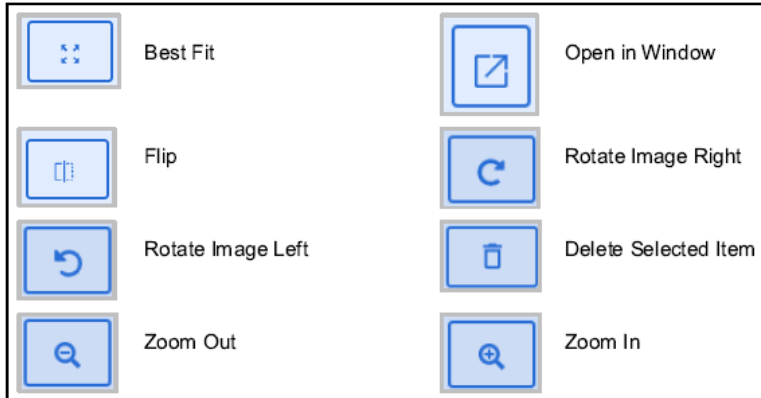 Best Fit
Open in Window
Flip
Rotate Image Right
Rotate Image Left
Delete Selected Item
Zoom Out
Zoom In